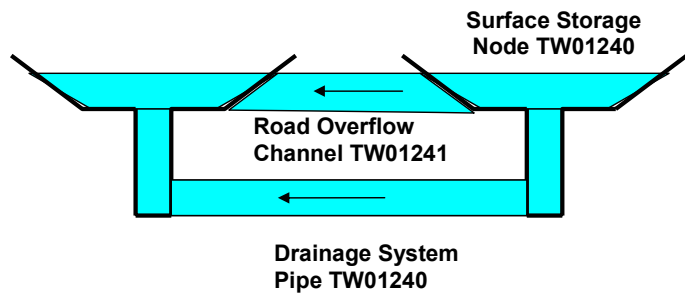 Surface Storage
Node TW01240
Road Overflow
Channel TW01241
Drainage System
Pipe TW01240